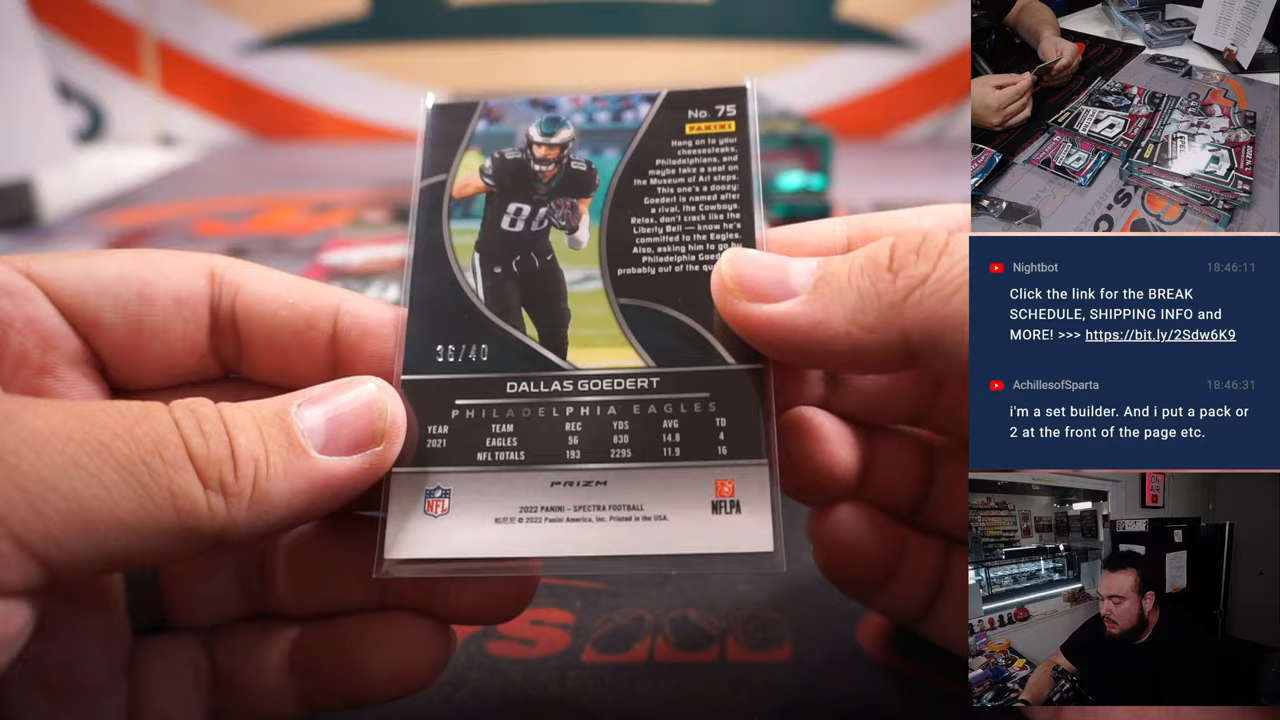 No. 75
PANINI
Hang on to your
cheesesteaks,
Philadelphians, and
maybe take a seat on
the Museum of Art steps.
This one's a doozy:
Goedert is named after
a rival, the Cowboys.
Relax, don't crack like the
Liberty Bell — know he's
committed to the Eagles.
Also, asking him to go by
Philadelphia
probably out of the
36/40
DALLAS GOEDERT
PHILADELPHIA EAGLES
YEAR TEAM REC YDS AVG TD
2021 EAGLES 56 830 14.8 4
NFL TOTALS 193 2295 11.9 16
PRIZM
NFL
2022 PANINI – SPECTRA FOOTBALL
© 2022 Panini America, Inc. Printed in the USA.
NFLPA
Nightbot 18:46:11
Click the link for the BREAK
SCHEDULE, SHIPPING INFO and
MORE! >>> https://bit.ly/2Sdw6K9
AchillesofSparta 18:46:31
i'm a set builder. And i put a pack or
2 at the front of the page etc.
ON
AIR